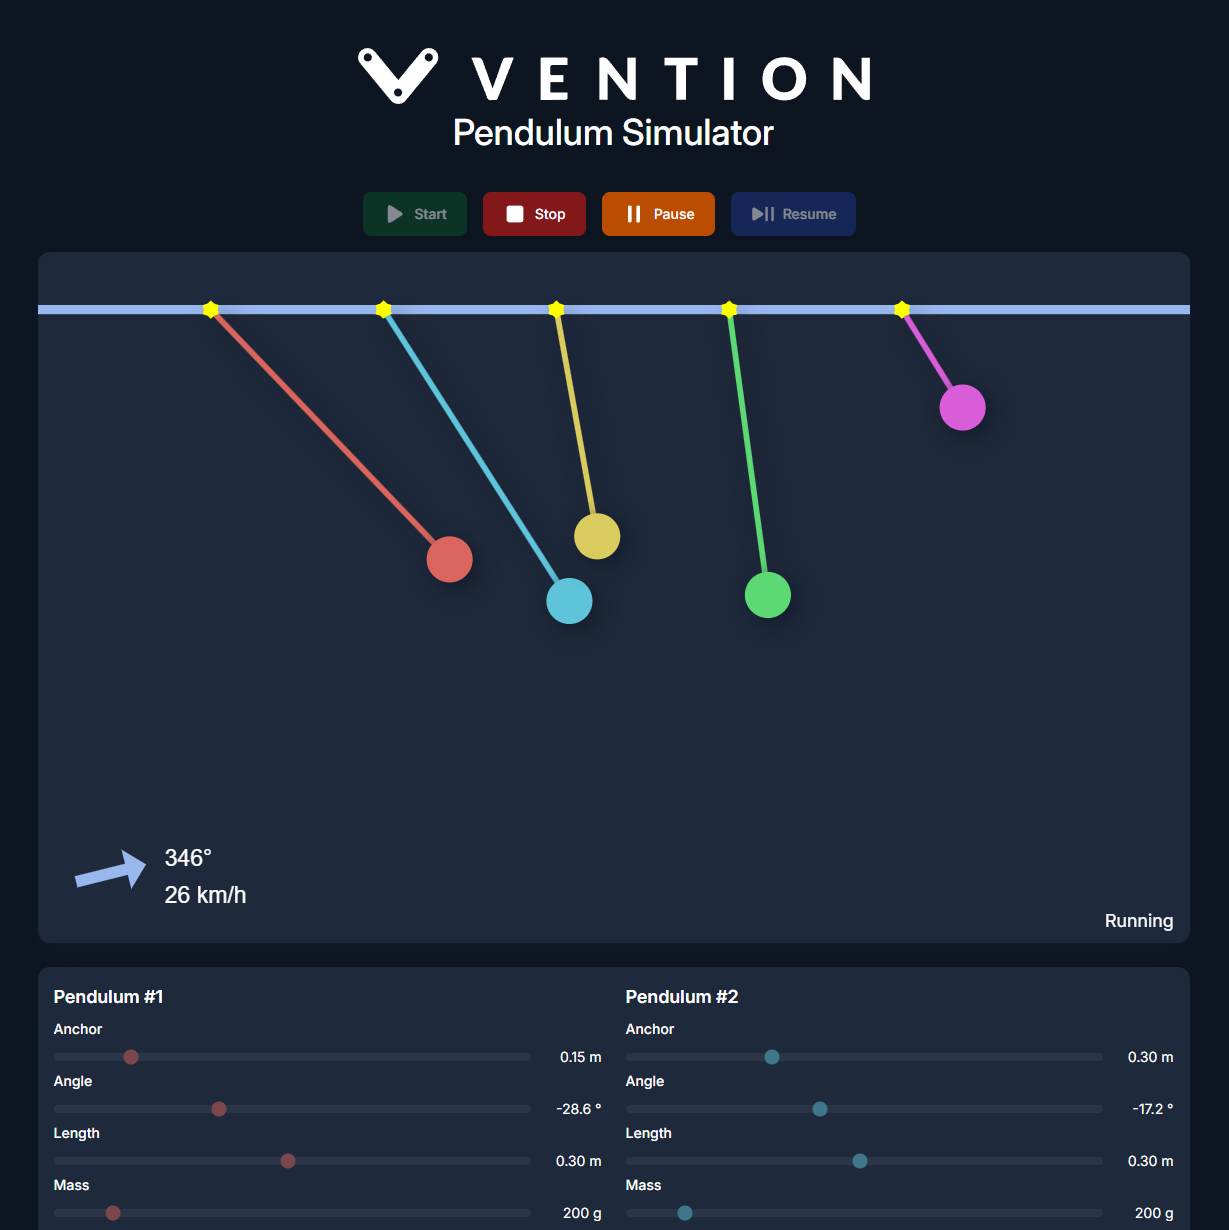 VENTION
Pendulum Simulator
Start
Stop
Pause
Resume
346°
26 km/h
Running
Pendulum #1
Anchor
0.15 m
Angle
-28.6 °
Length
0.30 m
Mass
200 g
Pendulum #2
Anchor
0.30 m
Angle
-17.2 °
Length
0.30 m
Mass
200 g